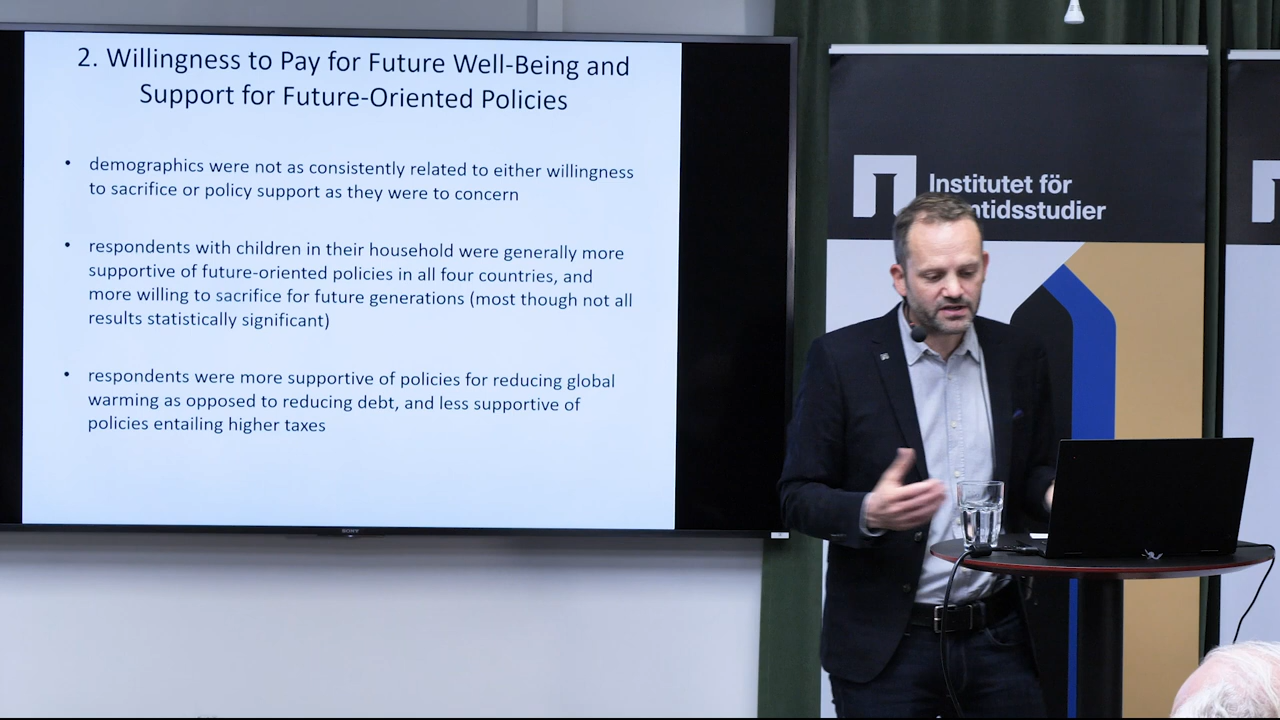 2. Willingness to Pay for Future Well-Being and
Support for Future-Oriented Policies
• demographics were not as consistently related to either willingness
to sacrifice or policy support as they were to concern
• respondents with children in their household were generally more
supportive of future-oriented policies in all four countries, and
more willing to sacrifice for future generations (most though not all
results statistically significant)
• respondents were more supportive of policies for reducing global
warming as opposed to reducing debt, and less supportive of
policies entailing higher taxes
SONY
Institutet för
ntidsstudier